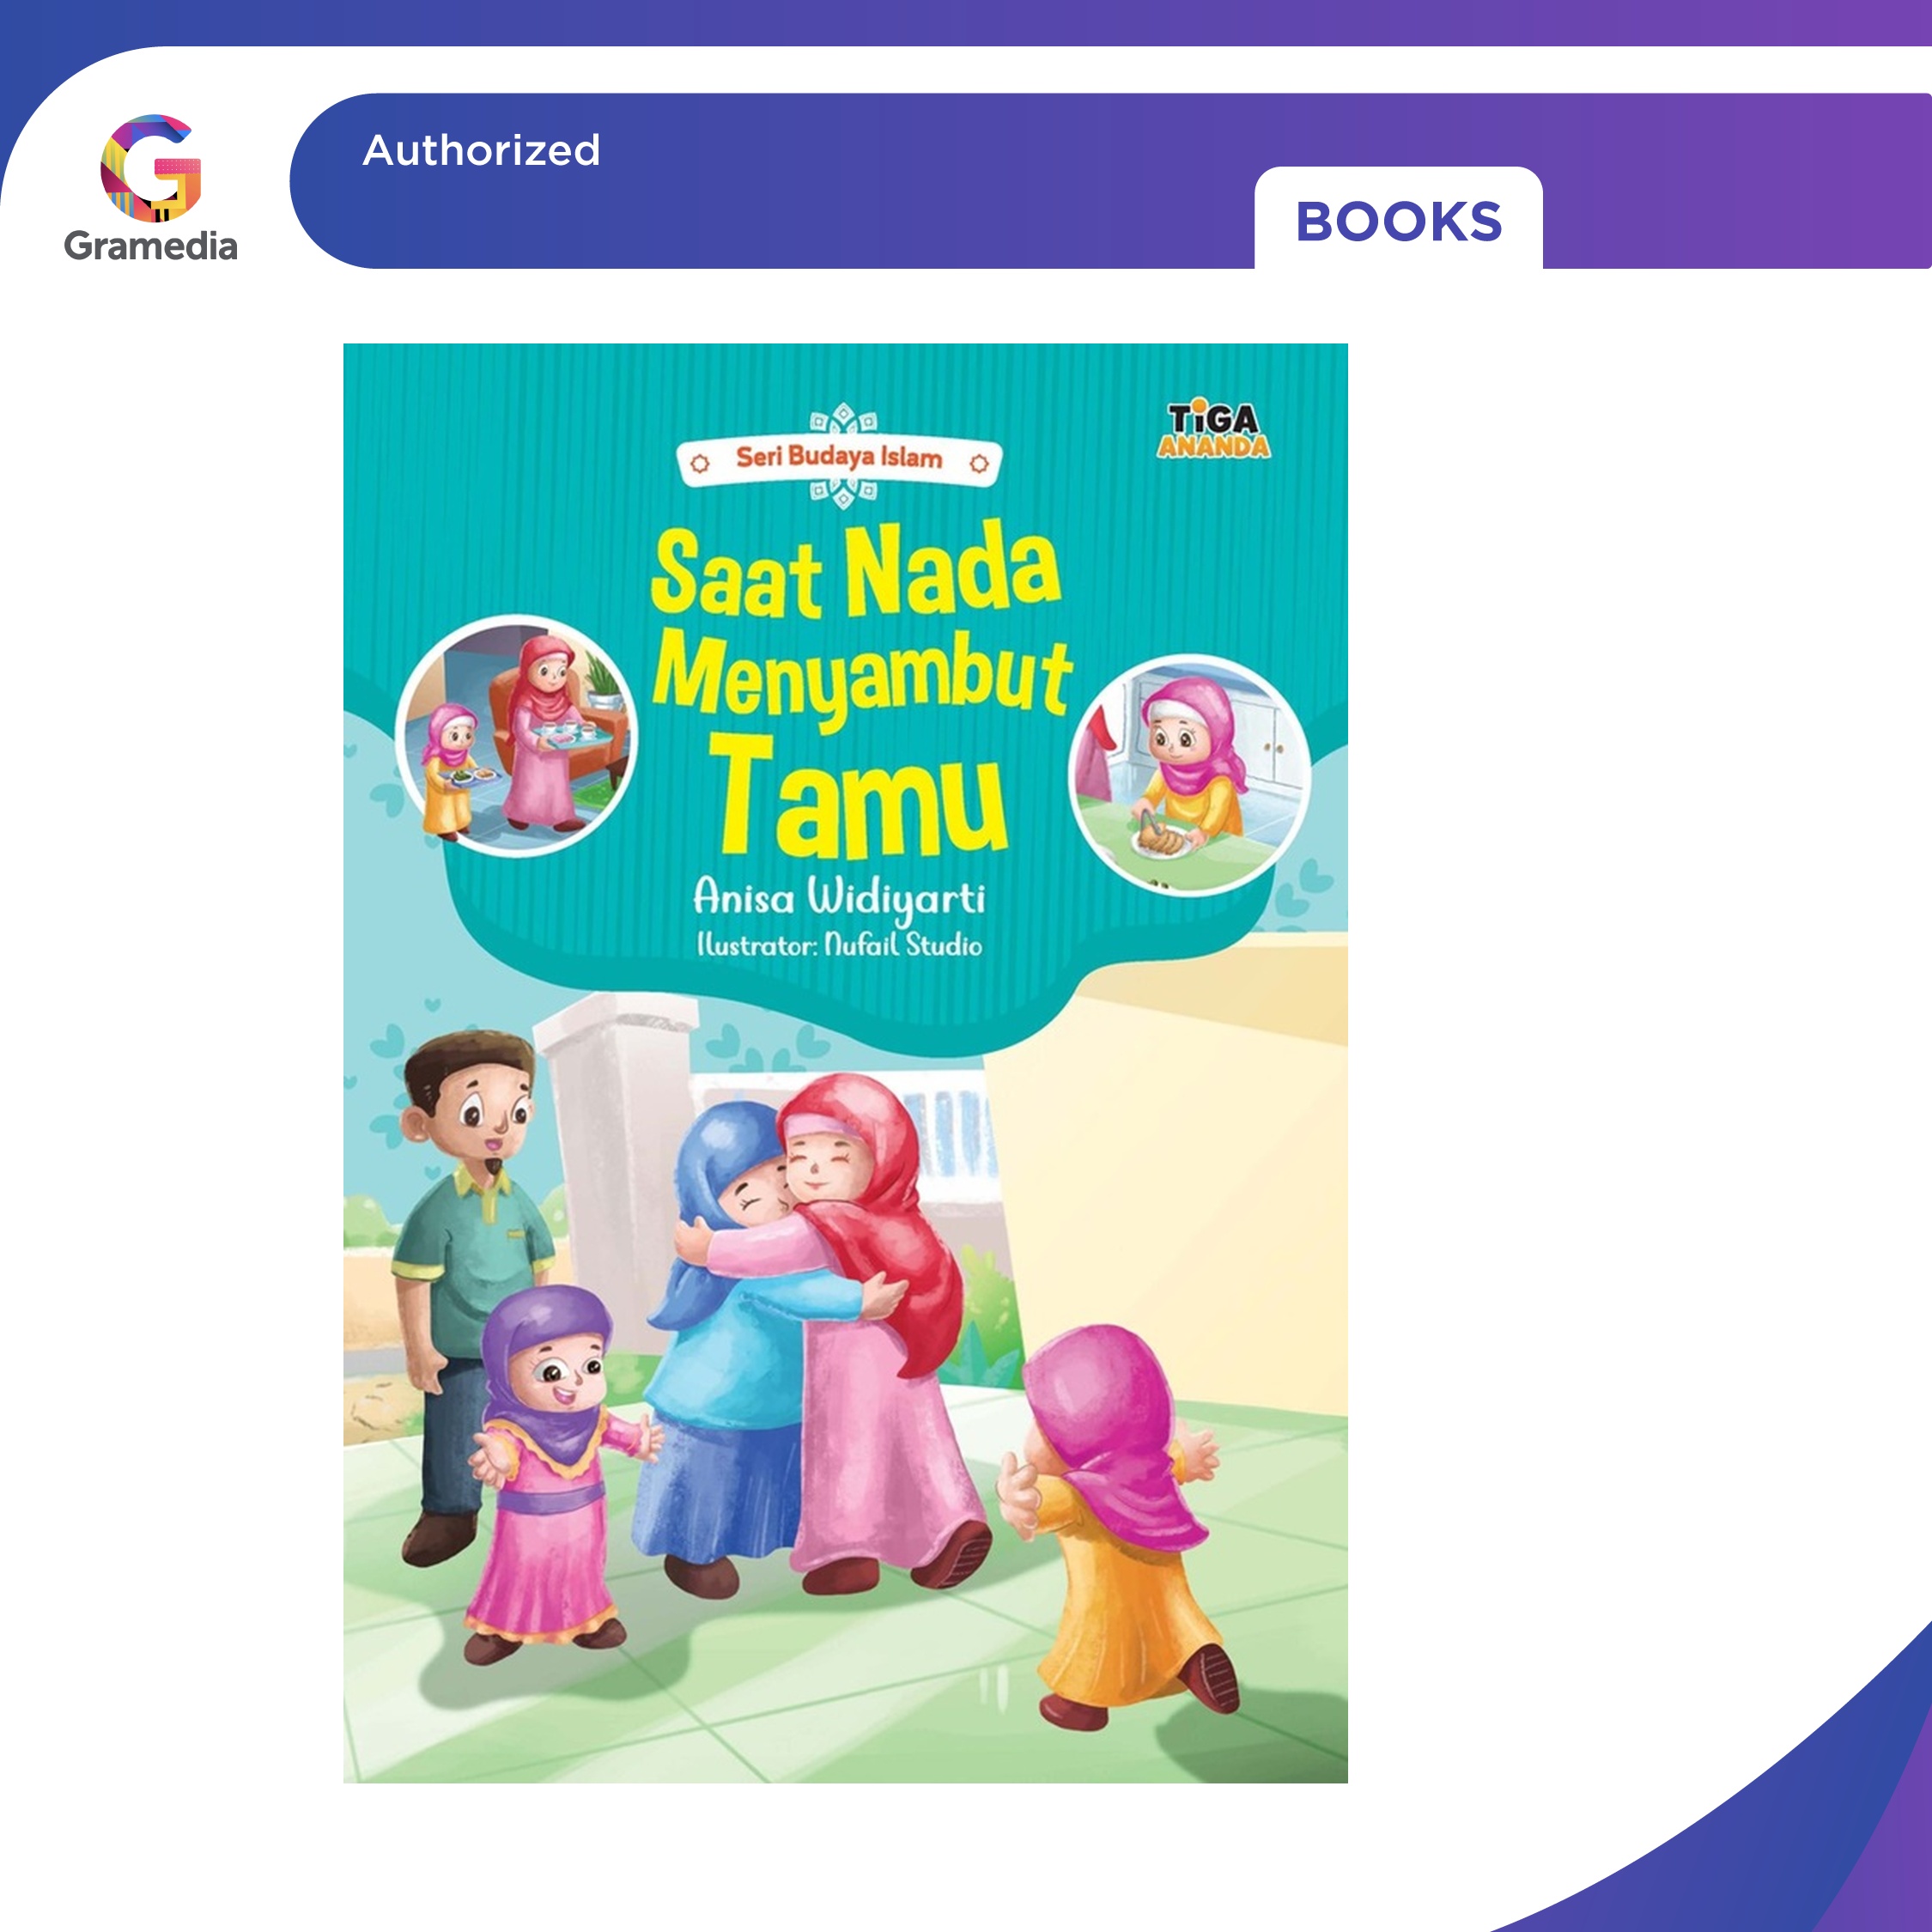 Authorized
Gramedia
BOOKS
TiGA
ANANDA
Seri Budaya Islam
Saat Nada
Menyambut
Tamu
Anisa Widiyarti
Ilustrator: Nufail Studio